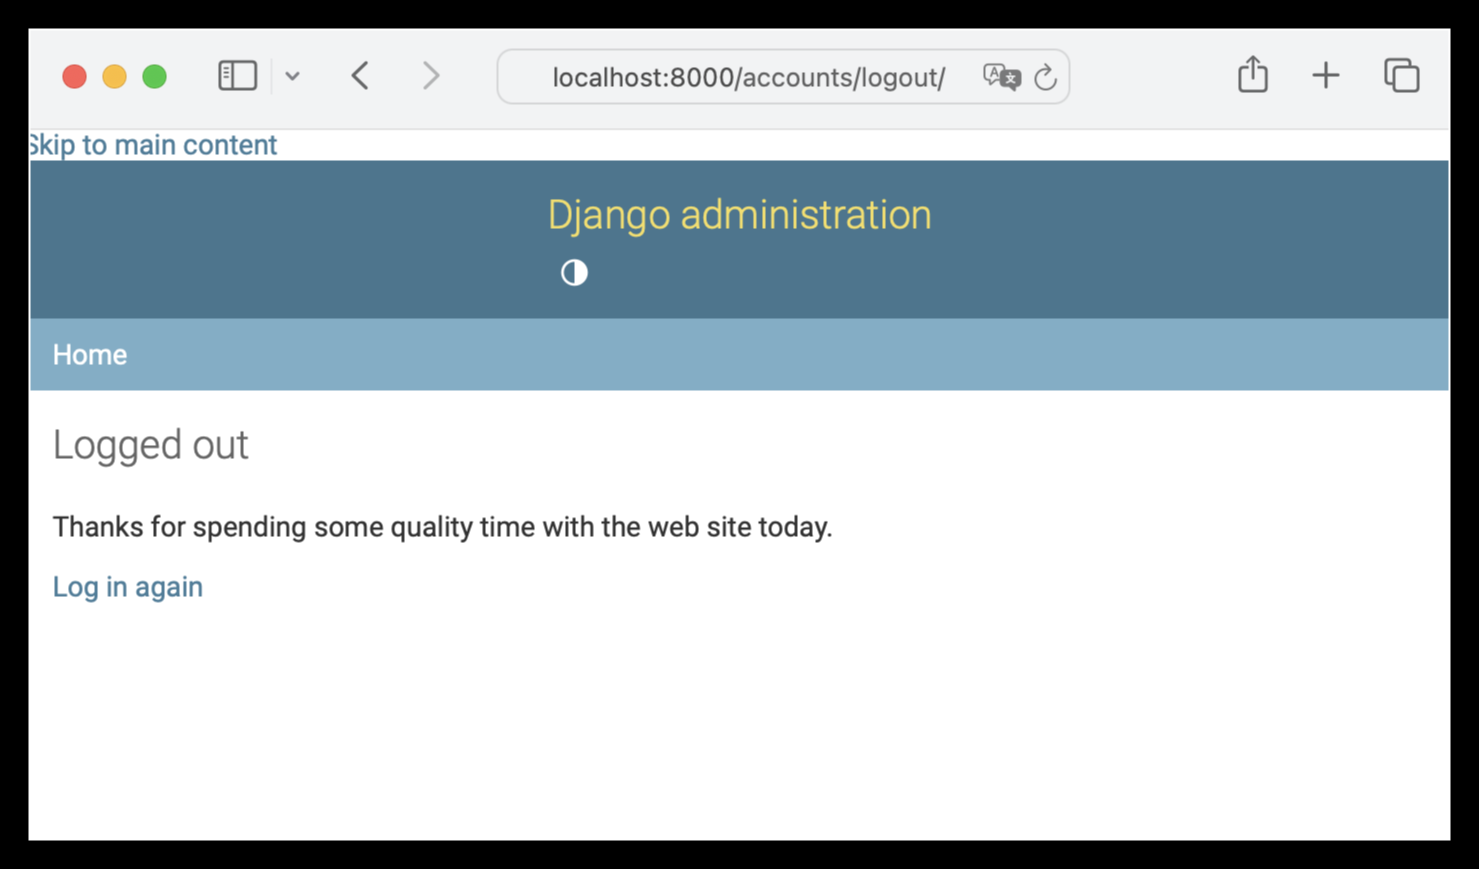 localhost:8000/accounts/logout/
Skip to main content
Django administration
Home
Logged out
Thanks for spending some quality time with the web site today.
Log in again